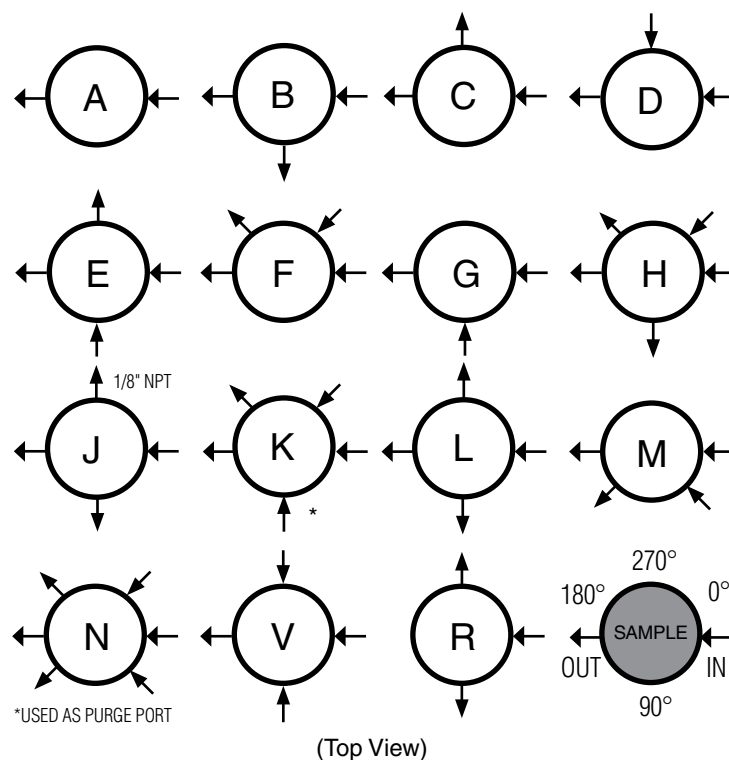 A B C D
E F G H
1/8" NPT
J K L M
*
270°
180° 0°
N V R SAMPLE
OUT IN
90°
*USED AS PURGE PORT
(Top View)